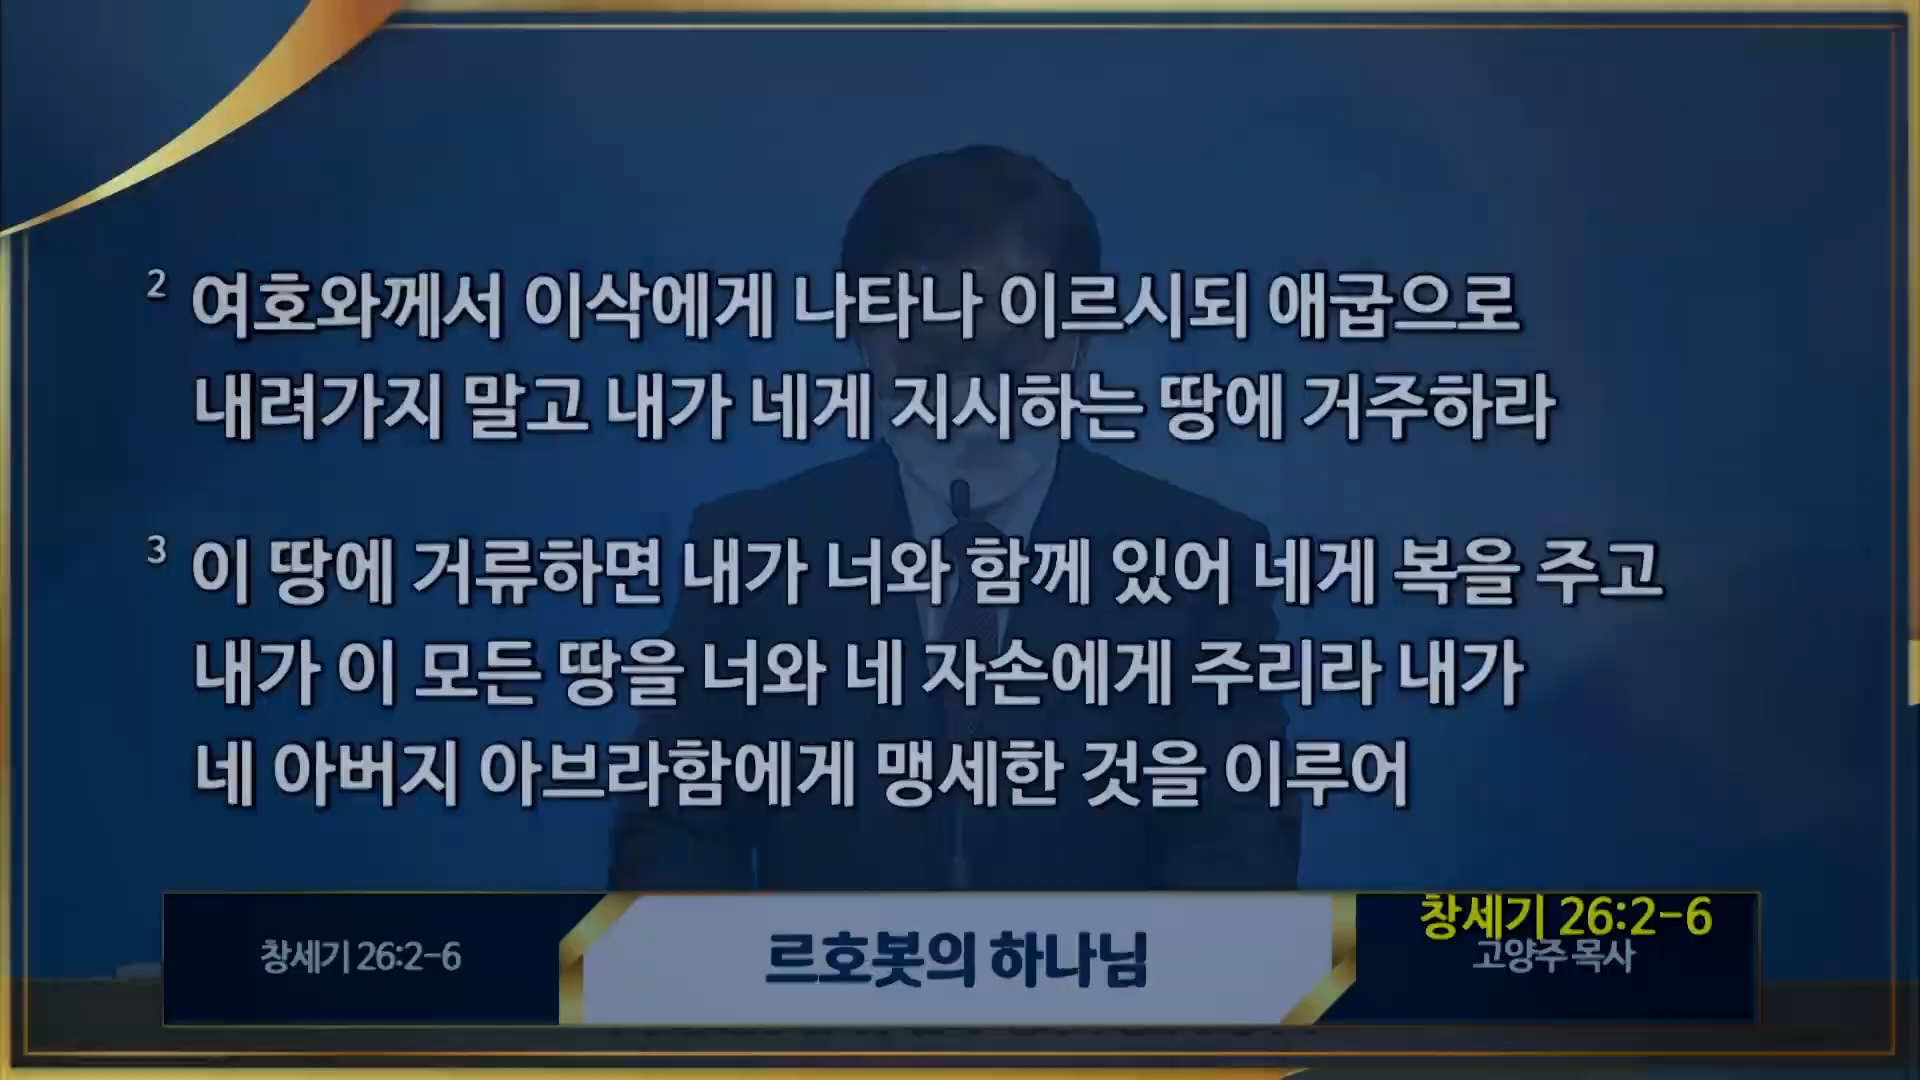 2 여호와께서 이삭에게 나타나 이르시되 애굽으로
내려가지 말고 내가 네게 지시하는 땅에 거주하라
3 이 땅에 거류하면 내가 너와 함께 있어 네게 복을 주고
내가 이 모든 땅을 너와 네 자손에게 주리라 내가
네 아버지 아브라함에게 맹세한 것을 이루어
창세기 26:2-6
창세기 26:2-6
르호봇의 하나님
고양주 목사